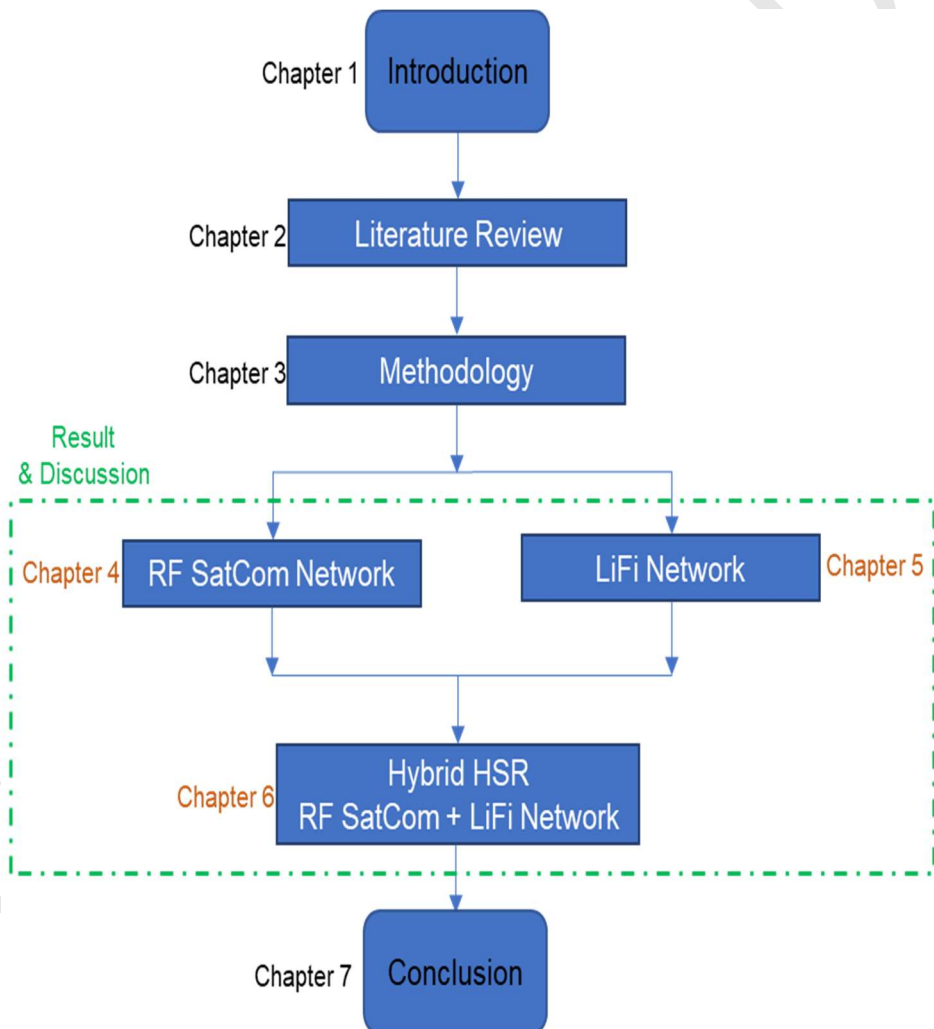 Chapter 1
Introduction
Chapter 2
Literature Review
Chapter 3
Methodology
Result
& Discussion
Chapter 4
RF SatCom Network
LiFi Network
Chapter 5
Chapter 6
Hybrid HSR
RF SatCom + LiFi Network
Chapter 7
Conclusion